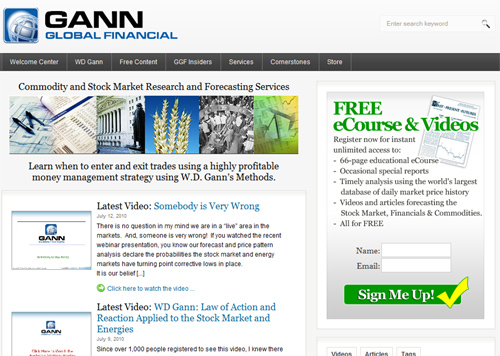 GANN
GLOBAL FINANCIAL
Enter search keyword
Welcome Center WD Gann Free Content GGF Insiders Services Cornerstones Store
Commodity and Stock Market Research and Forecasting Services
Learn when to enter and exit trades using a highly profitable
money management strategy using W.D. Gann's Methods.
Latest Video: Somebody is Very Wrong
July 12, 2010
There is no question in my mind we are in a "live" area in the
markets. And, someone is very wrong! If you watched the recent
webinar presentation, you know our forecast and price pattern
analysis declare the probabilities the stock market and energy
markets have turning point corrective lows in place.
It is our belief [...]
Click here to watch the video ...
Latest Video: WD Gann: Law of Action and
Reaction Applied to the Stock Market and
Energies
July 9, 2010
Since over 1,000 people registered to see this video, I knew there
FREE
eCourse & Videos
Register now for instant
unlimited access to:
- 66-page educational eCourse
- Occasional special reports
- Timely analysis using the world's largest
database of daily market price history
- Videos and articles forecasting the
Stock Market, Financials & Commodities.
- All for FREE
Name:
Email:
Sign Me Up!
Videos Articles Tags